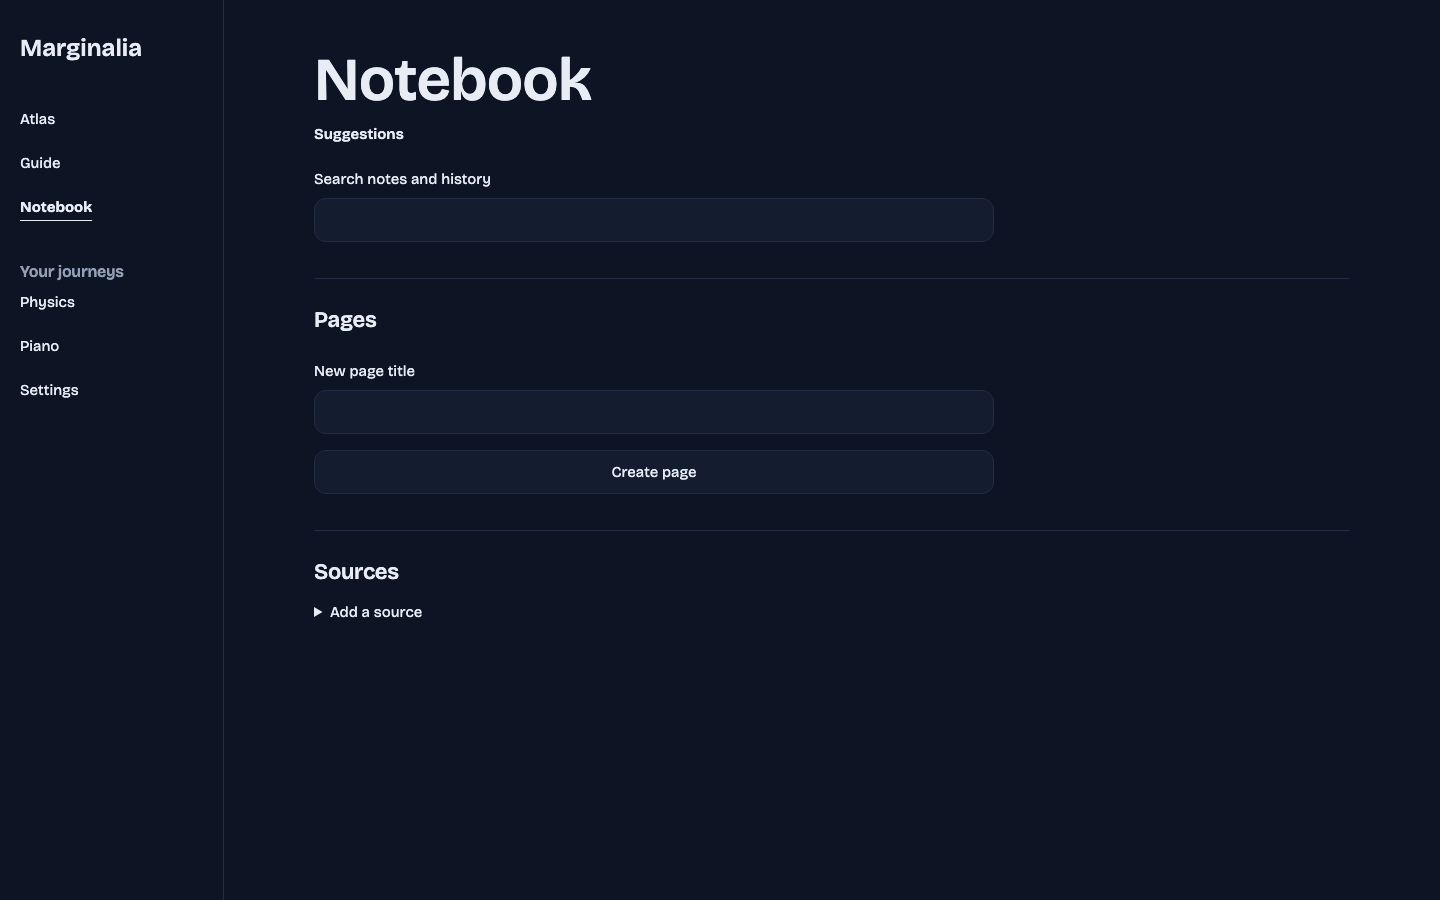 Marginalia
Atlas
Guide
Notebook
Your journeys
Physics
Piano
Settings
Notebook
Suggestions
Search notes and history
Pages
New page title
Create page
Sources
Add a source